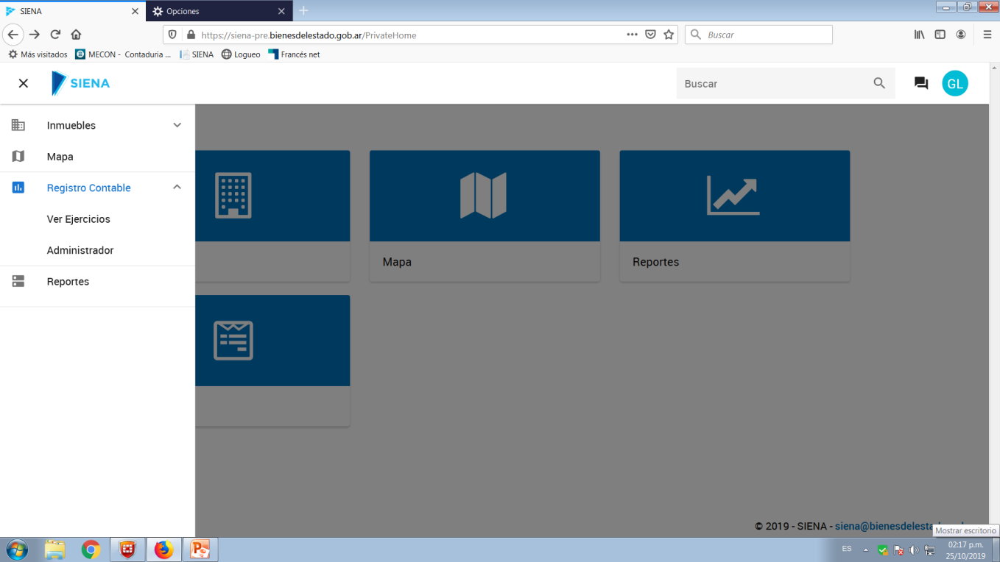 SIENA
Opciones
https://siena-pre.bienesdelestado.gob.ar/PrivateHome
Buscar
Más visitados
MECON - Contaduria ...
SIENA
Logueo
Francés net
SIENA
Buscar
GL
Inmuebles
Mapa
Registro Contable
Ver Ejercicios
Administrador
Reportes
Mapa
Reportes
© 2019 - SIENA - siena@bienesdelesta
Mostrar escritorio
ES
02:17 p.m.
25/10/2019